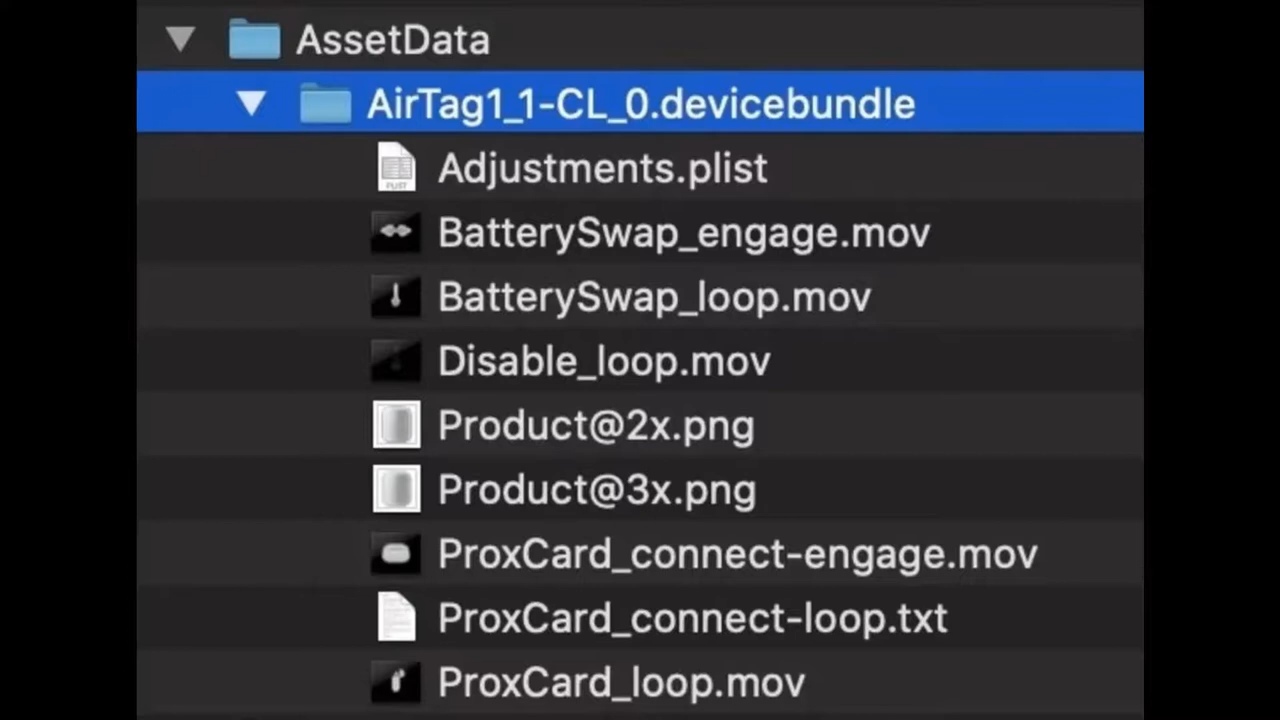 AssetData
AirTag1_1-CL_0.devicebundle
Adjustments.plist
BatterySwap_engage.mov
BatterySwap_loop.mov
Disable_loop.mov
Product@2x.png
Product@3x.png
ProxCard_connect-engage.mov
ProxCard_connect-loop.txt
ProxCard_loop.mov